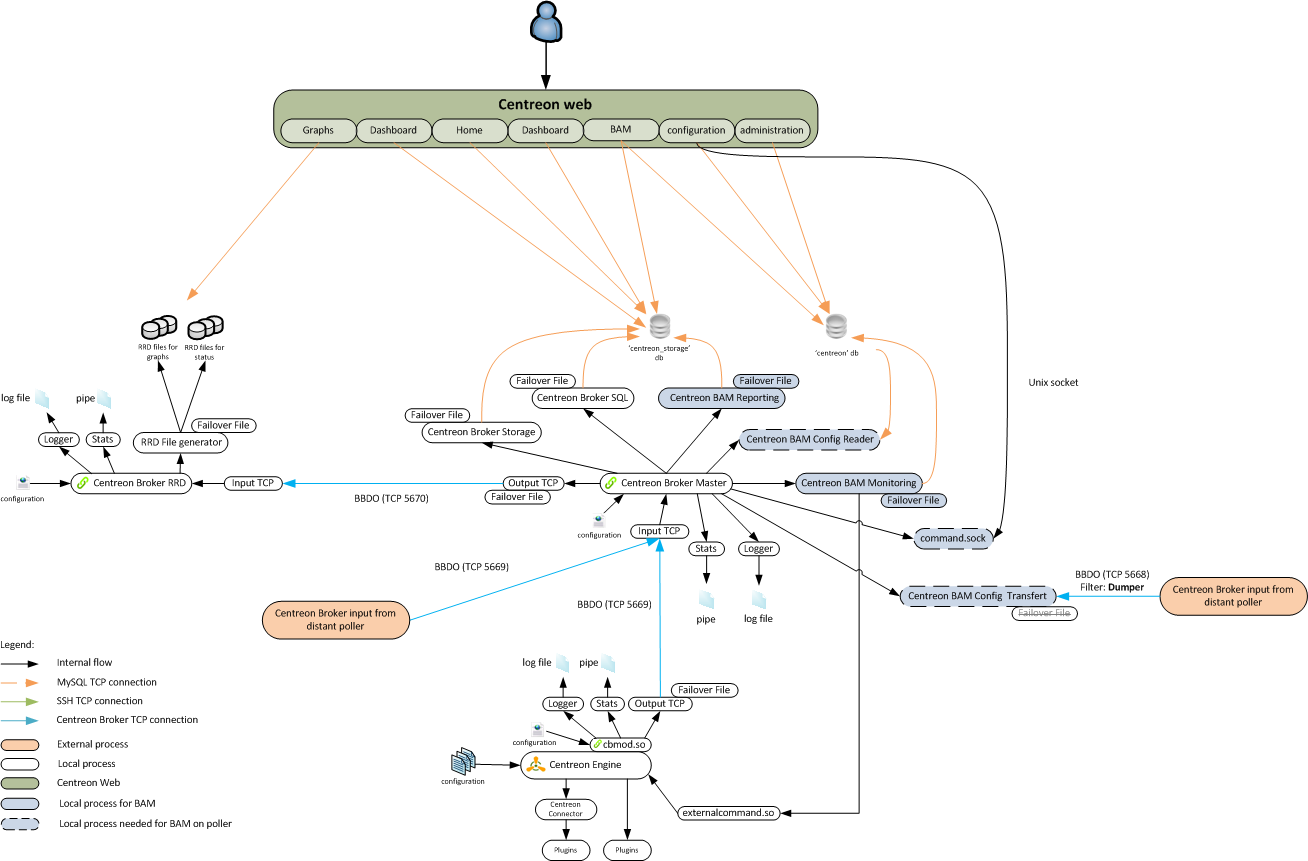 Centreon web
Graphs
Dashboard
Home
Dashboard
BAM
configuration
administration
RRD files for
graphs
RRD files for
status
'centreon_storage'
db
'centreon' db
Unix socket
log file
pipe
Failover File
Logger
Stats
RRD File generator
Failover File
Centreon Broker Storage
Failover File
Centreon Broker SQL
Failover File
Centreon BAM Reporting
Centreon BAM Config Reader
configuration
Centreon Broker RRD
Input TCP
BBDO (TCP 5670)
Output TCP
Failover File
Centreon Broker Master
Centreon BAM Monitoring
Failover File
configuration
Input TCP
Stats
Logger
command.sock
BBDO (TCP 5669)
BBDO (TCP 5669)
pipe
log file
Centreon BAM Config Transfert
Failover File
BBDO (TCP 5668)
Filter: Dumper
Centreon Broker input from
distant poller
Centreon Broker input from
distant poller
Legend:
Internal flow
MySQL TCP connection
SSH TCP connection
Centreon Broker TCP connection
External process
Local process
Centreon Web
Local process for BAM
Local process needed for BAM on poller
log file
pipe
Failover File
Logger
Stats
Output TCP
configuration
cbmod.so
configuration
Centreon Engine
Centreon
Connector
externalcommand.so
Plugins
Plugins